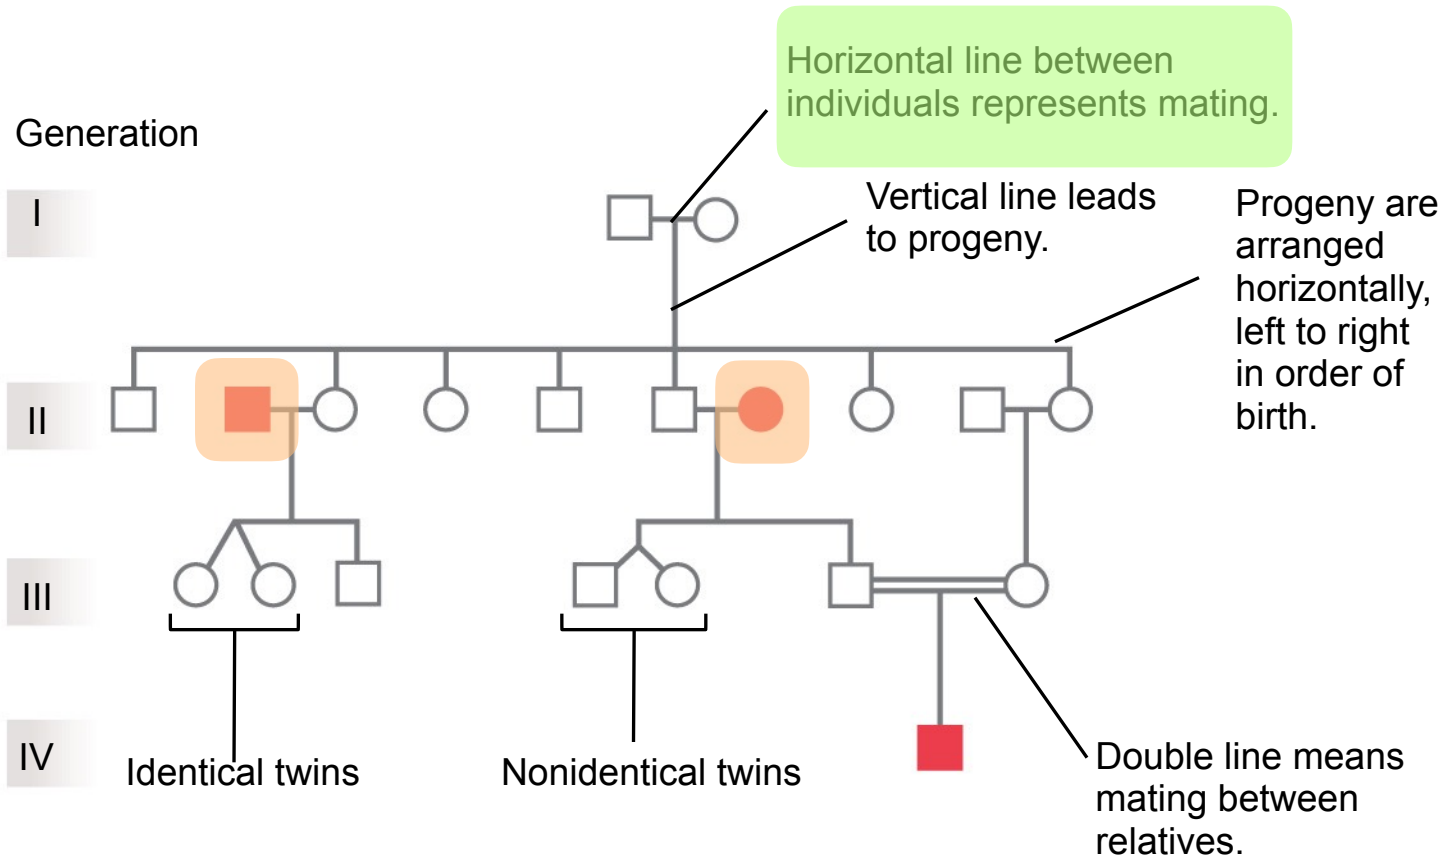 Horizontal line between
individuals represents mating.
Generation
I
Vertical line leads
to progeny.
Progeny are
arranged
horizontally,
left to right
in order of
birth.
II
III
IV
Identical twins
Nonidentical twins
Double line means
mating between
relatives.